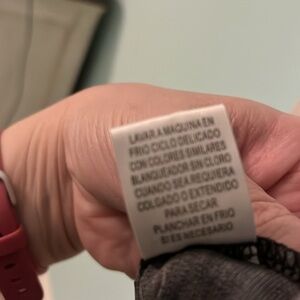 LAVAR A MAQUINA EN
FRIO CICLO DELICADO
CON COLORES SIMILARES
BLANQUEADOR SIN CLORO
CUANDO SEA REQUIERA
COLGADO O EXTENDIDO
PARA SECAR.
PLANCHAR EN FRIO
SI ES NECESARIO